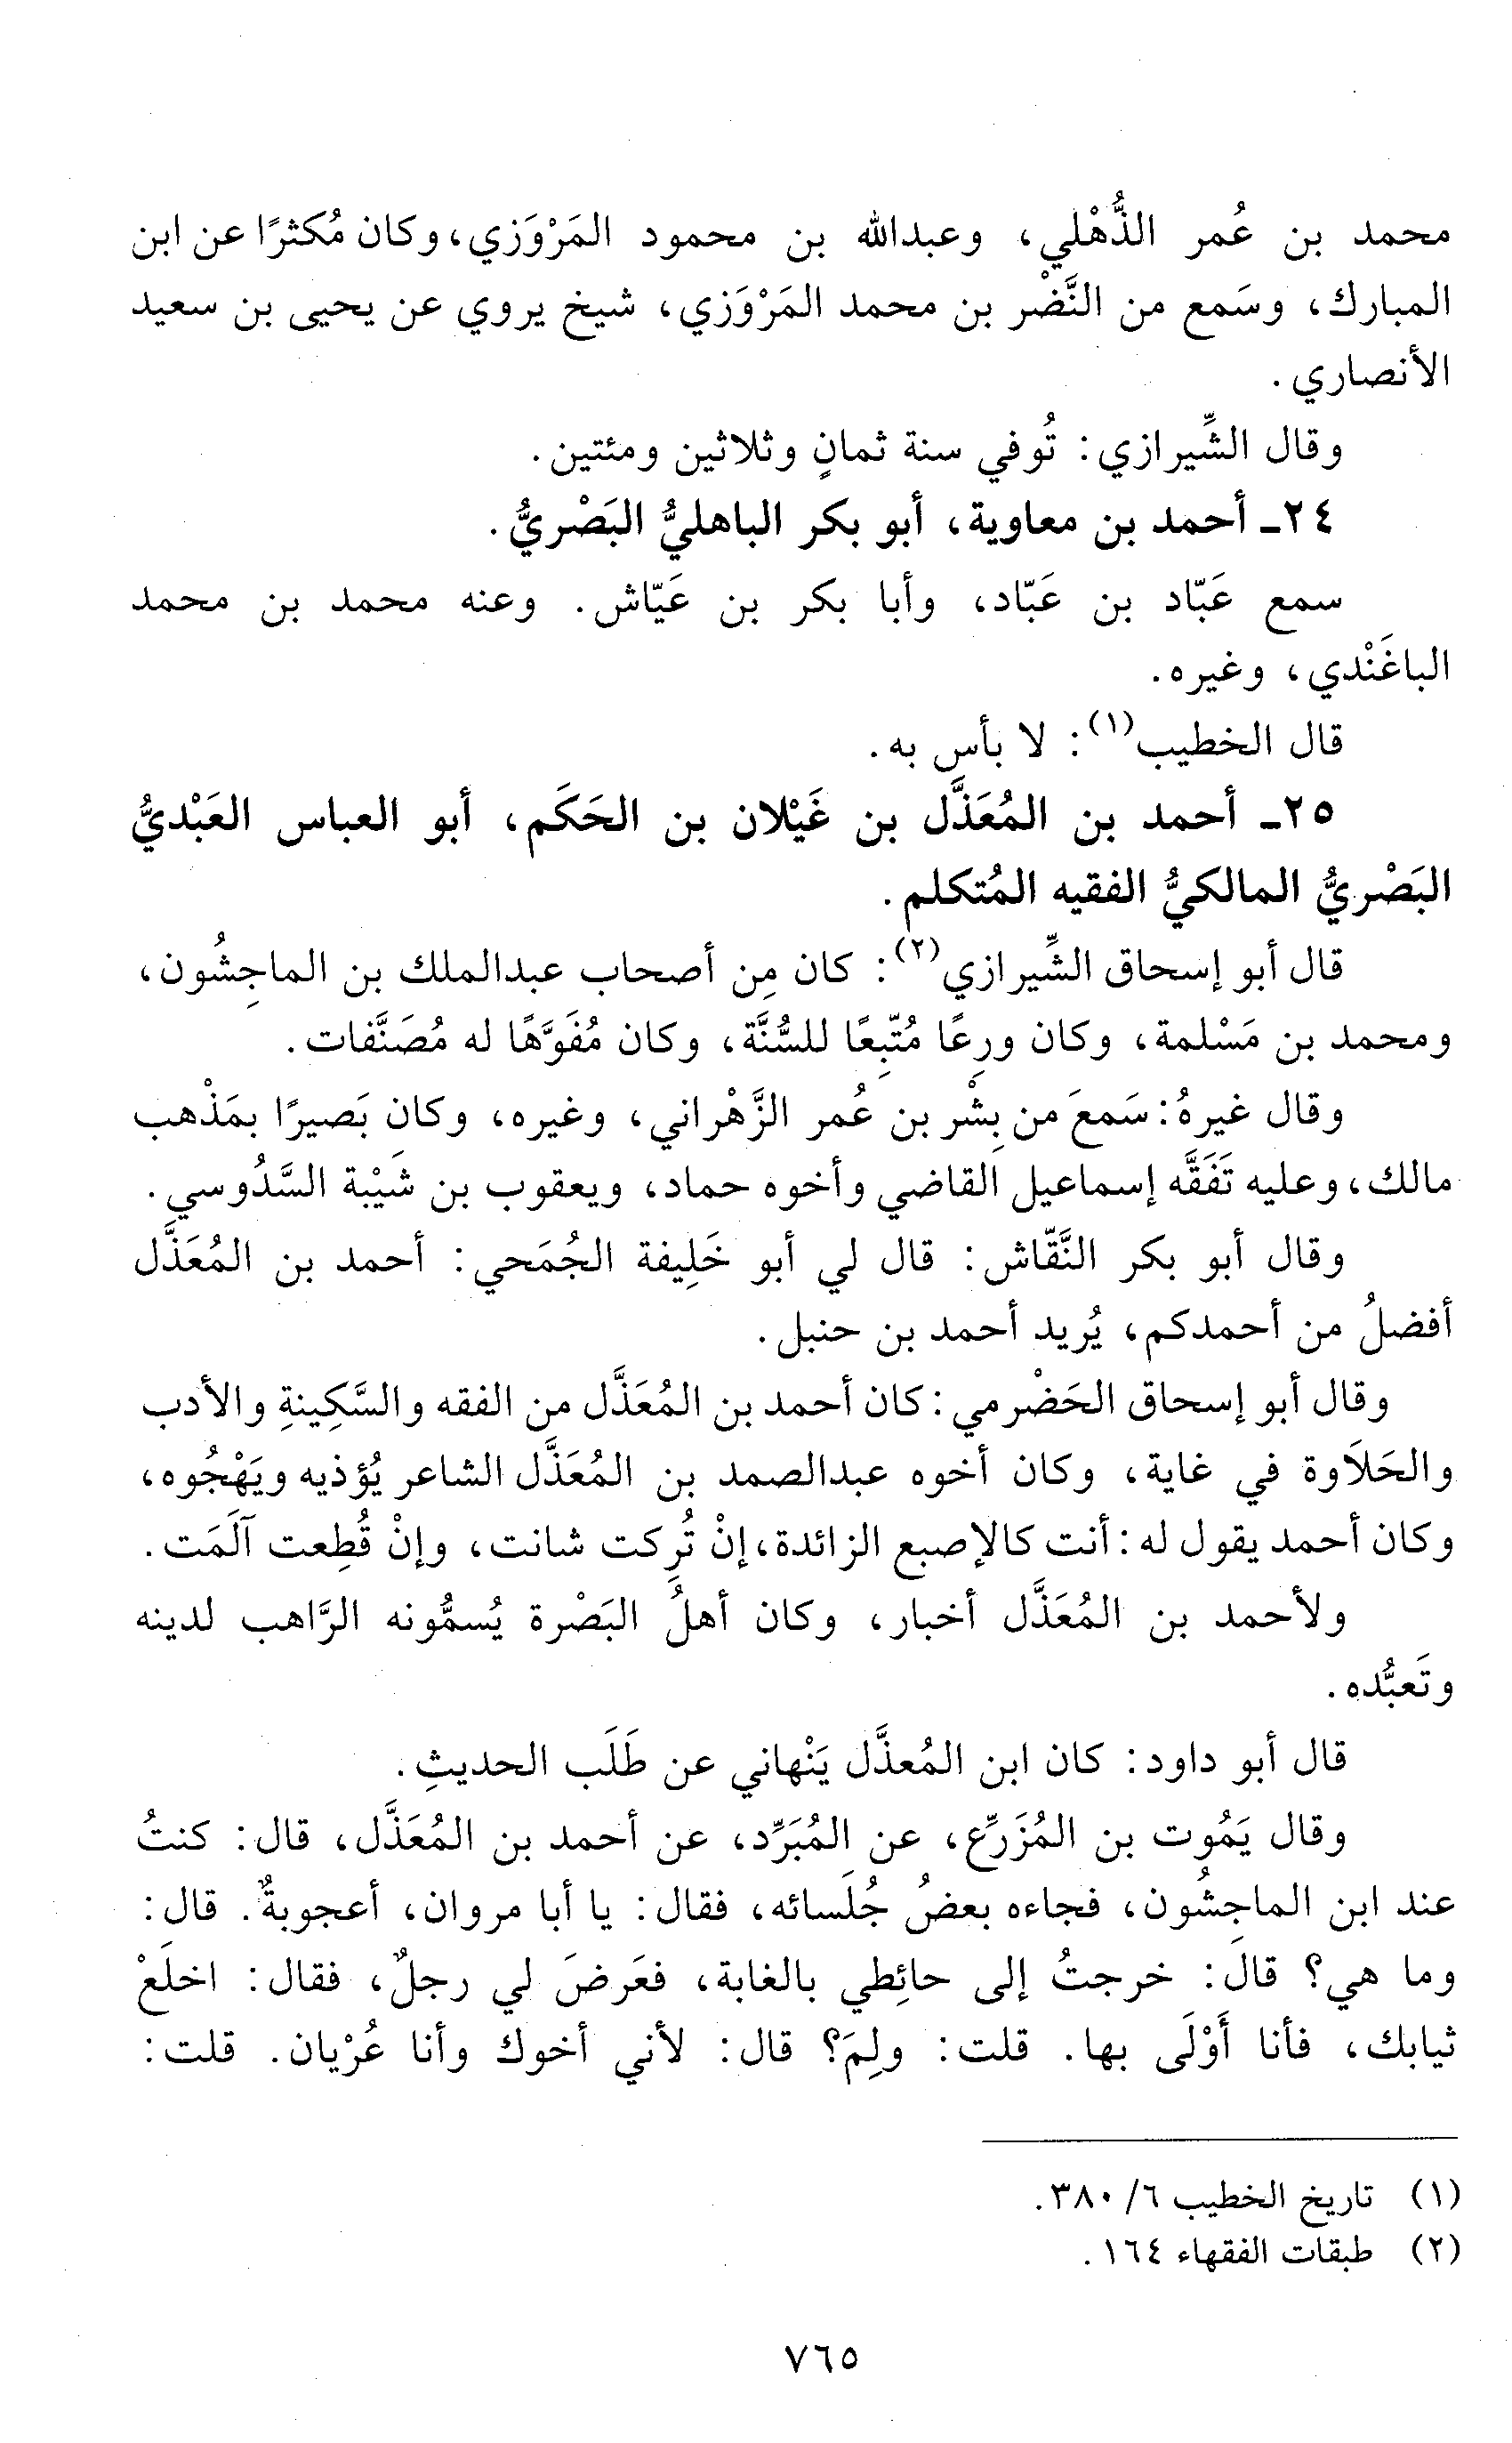 محمد بن عُمر الذُّهْلي، وعبدالله بن محمود المَرْوَزي، وكان مُكثرًا عن ابن
المبارك، وسَمع من النَّضْر بن محمد المَرْوَزي، شيخ يروي عن يحيى بن سعيد
الأنصاري.
وقال الشِّيرازي: تُوفي سنة ثمانٍ وثلاثين ومئتين.
٢٤ـ أحمد بن معاوية، أبو بكر الباهليُّ البَصْريُّ.
سمع عَبّاد بن عَبّاد، وأبا بكر بن عَيّاش. وعنه محمد بن محمد
الباغَنْدي، وغيره.
قال الخطيب(١): لا بأس به.
٢٥ـ أحمد بن المُعَذَّل بن غَيْلان بن الحَكَم، أبو العباس العَبْديُّ
البَصْريُّ المالكيُّ الفقيه المُتكلم.
قال أبو إسحاق الشِّيرازي(٢): كان مِن أصحاب عبدالملك بن الماجِشُون،
ومحمد بن مَسْلمة، وكان ورِعًا مُتّبِعًا للسُّنَّة، وكان مُفَوَّهًا له مُصَنَّفات.
وقال غيرهُ: سَمعَ من بِشْر بن عُمر الزَّهْراني، وغيره، وكان بَصيرًا بمَذْهب
مالك، وعليه تَفَقَّه إسماعيل القاضي وأخوه حماد، ويعقوب بن شَيْبة السَّدُوسي.
وقال أبو بكر النَّقّاش: قال لي أبو خَلِيفة الجُمَحي: أحمد بن المُعَذَّل
أفضلُ من أحمدكم، يُريد أحمد بن حنبل.
وقال أبو إسحاق الحَضْرمي: كان أحمد بن المُعَذَّل من الفقه والسَّكِينةِ والأدب
والحَلَاوة في غاية، وكان أخوه عبدالصمد بن المُعَذَّل الشاعر يُؤذيه ويَهْجُوه،
وكان أحمد يقول له: أنت كالإصبع الزائدة، إنْ تُرِكت شانت، وإنْ قُطِعت آلَمَت.
ولأحمد بن المُعَذَّل أخبار، وكان أهلُ البَصْرة يُسمُّونه الرَّاهب لدينه
وتَعبُّده.
قال أبو داود: كان ابن المُعذَّل يَنْهاني عن طَلَب الحديثِ.
وقال يَمُوت بن المُزَرِّع، عن المُبَرِّد، عن أحمد بن المُعَذَّل، قال: كنتُ
عند ابن الماجِشُون، فجاءه بعضُ جُلَسائه، فقال: يا أبا مروان، أعجوبةٌ. قال:
وما هي؟ قالَ: خرجتُ إلى حائِطي بالغابة، فعَرضَ لي رجلٌ، فقال: اخلَعْ
ثيابك، فأنا أَوْلَى بها. قلت: ولِمَ؟ قال: لأني أخوك وأنا عُرْيان. قلت:
(١) تاريخ الخطيب ٦/ ٣٨٠.
(٢) طبقات الفقهاء ١٦٤.
٧٦٥